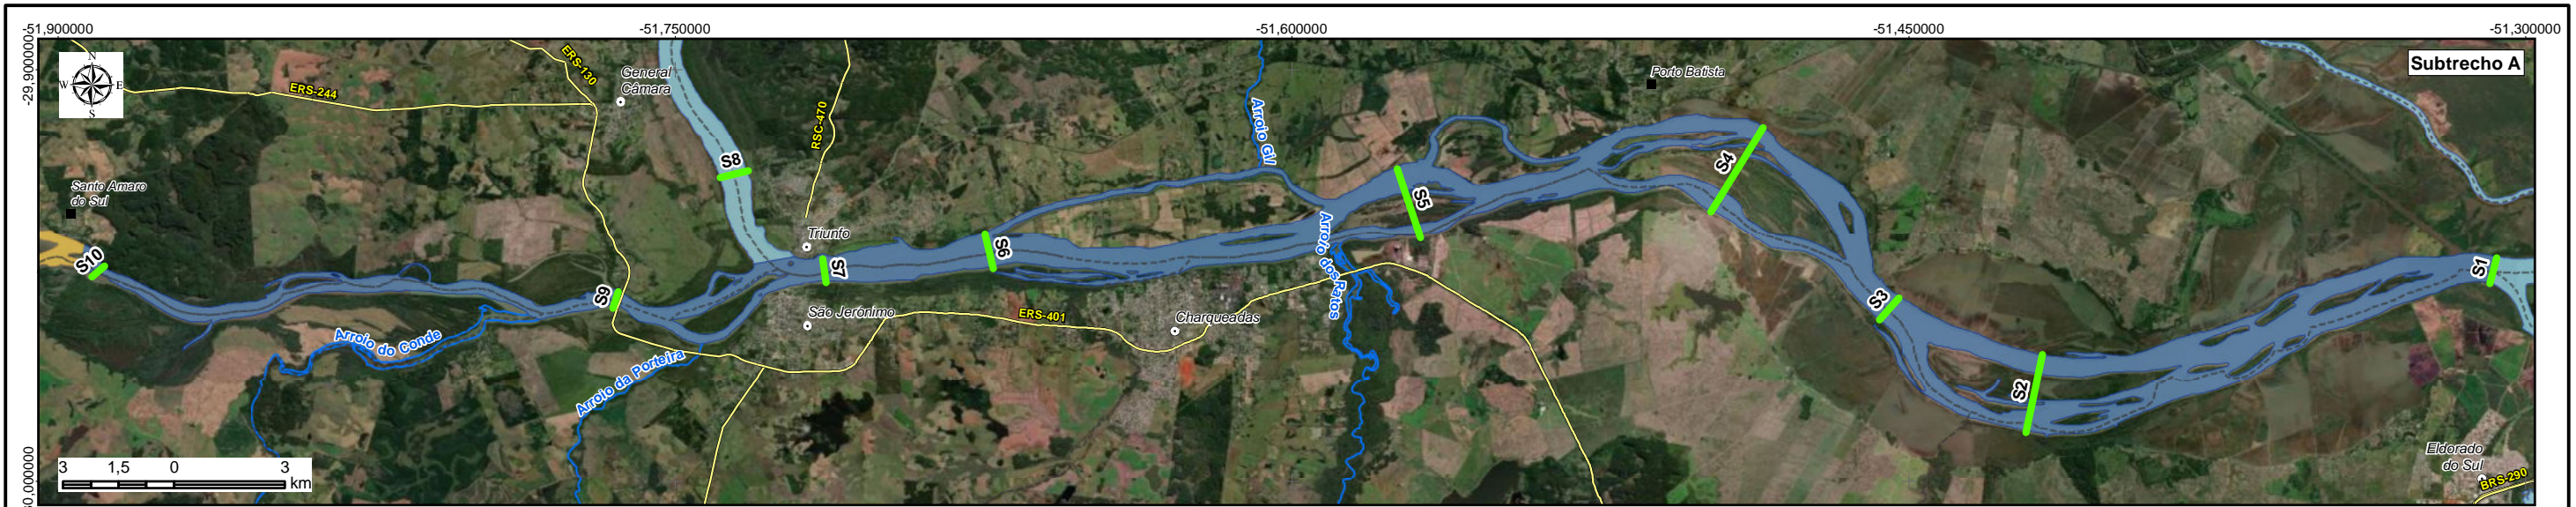 -51,900000
-51,750000
-51,600000
-51,450000
-51,300000
-29,900000
N
W
E
S
ERS-244
ERS-130
General
Câmara
RSC-470
Arroio Gil
Porto Batista
Subtrecho A
Santo Amaro
do Sul
S10
S9
S8
Triunfo
S7
S6
S5
S4
S3
S2
S1
São Jerônimo
ERS-401
Charqueadas
Arroio dos Ratos
Arroio do Conde
Arroio da Porteira
Eldorado
do Sul
BRS-290
3
1,5
0
3
km